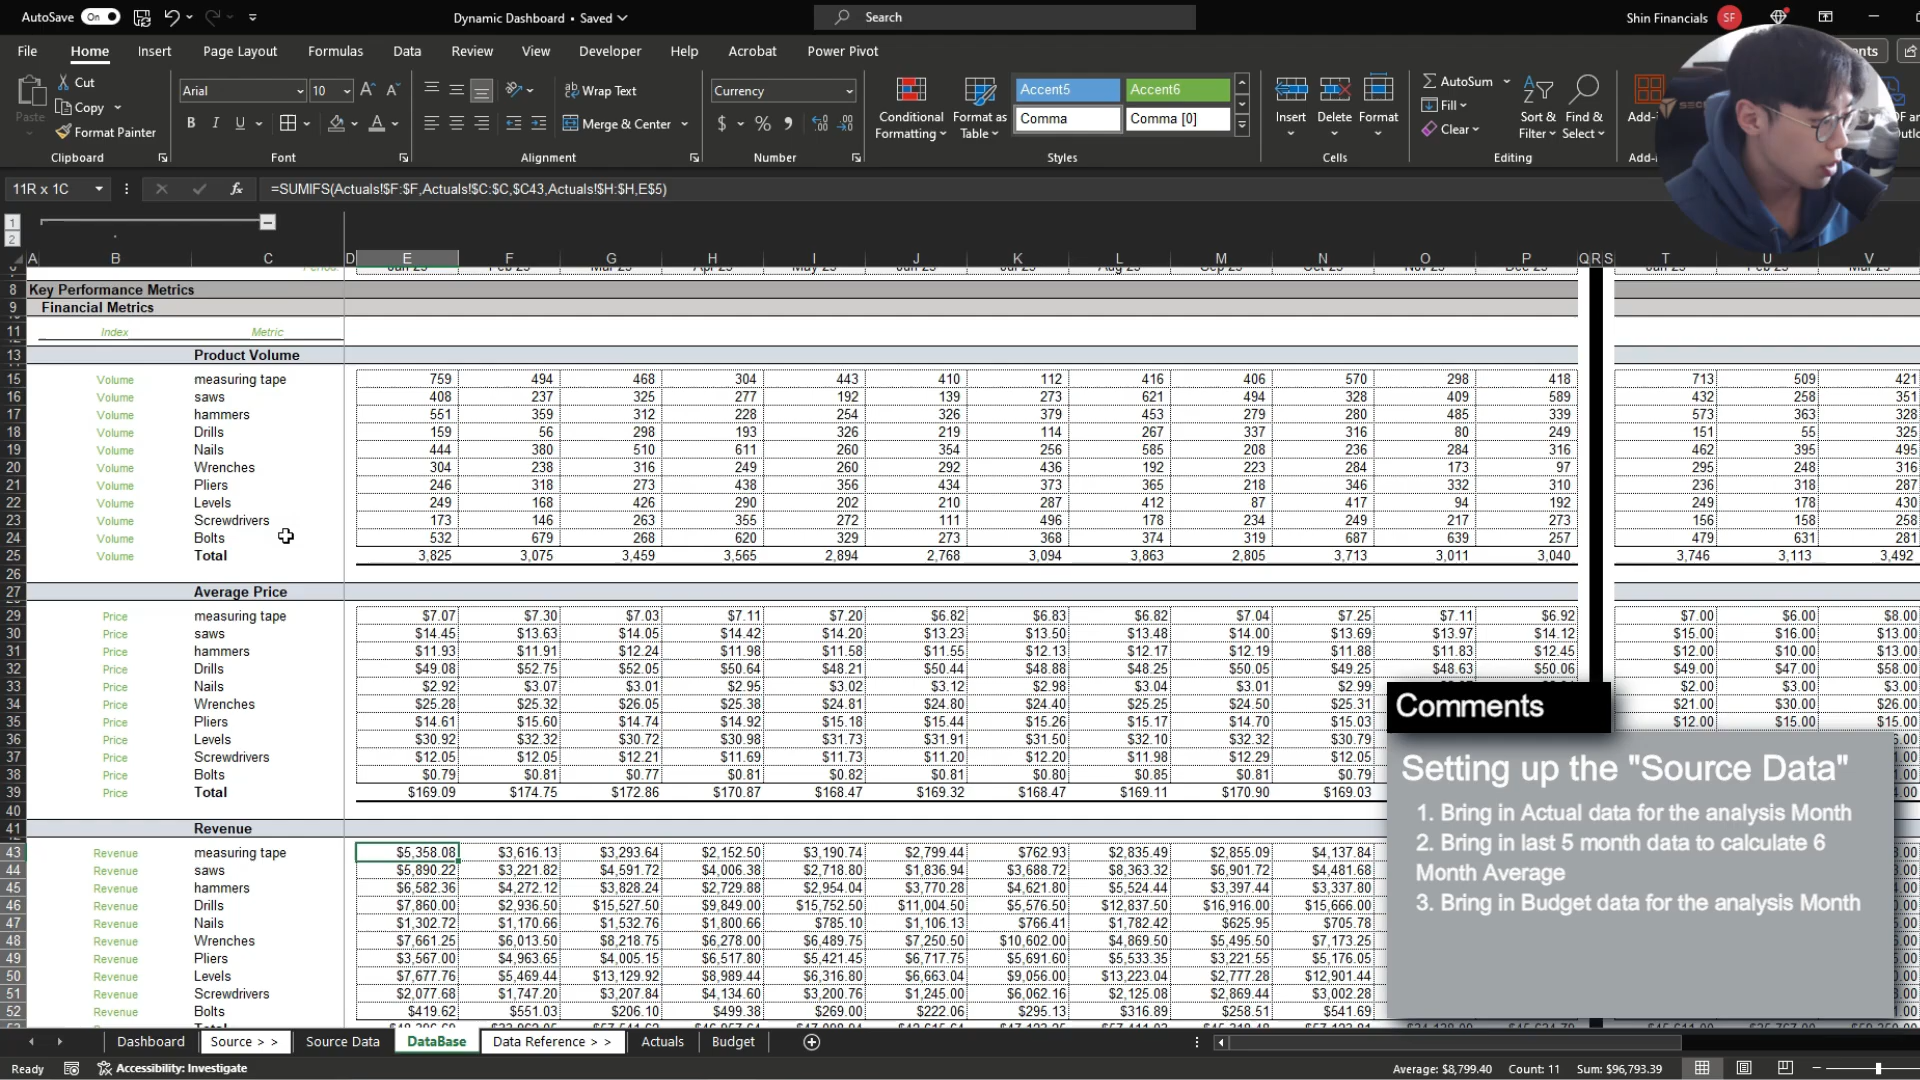 AutoSave On Dynamic Dashboard • Saved Search Shin Financials SF
File Home Insert Page Layout Formulas Data Review View Developer Help Acrobat Power Pivot
Paste Cut Copy Format Painter Clipboard
Arial 10 Font
Wrap Text Merge & Center Alignment
Currency Number
Conditional Formatting Format as Table Accent5 Accent6 Comma Comma [0] Styles
Insert Delete Format Cells
AutoSum Fill Clear Sort & Filter Find & Select Editing
11R x 1C =SUMIFS(Actuals!$F:$F,Actuals!$C:$C,$C43,Actuals!$H:$H,E$5)
1
2
A B C D E F G H I J K L M N O P Q R S T U V
8 Key Performance Metrics
9 Financial Metrics
11 Index Metric
13 Product Volume
15 Volume measuring tape 759 494 468 304 443 410 112 416 406 570 298 418 713 509 421
16 Volume saws 408 237 325 277 192 139 273 621 494 328 409 589 432 258 351
17 Volume hammers 551 359 312 228 254 326 379 453 279 280 485 339 573 363 328
18 Volume Drills 159 56 298 193 326 219 114 267 337 316 80 249 151 55 325
19 Volume Nails 444 380 510 611 260 354 256 585 208 236 284 316 462 395 495
20 Volume Wrenches 304 238 316 249 260 292 436 192 223 284 173 97 295 248 316
21 Volume Pliers 246 318 273 438 356 434 373 365 218 346 332 310 236 318 287
22 Volume Levels 249 168 426 290 202 210 287 412 87 417 94 192 249 178 430
23 Volume Screwdrivers 173 146 263 355 272 111 496 178 234 249 217 273 156 158 258
24 Volume Bolts 532 679 268 620 329 273 368 374 319 687 639 257 479 631 281
25 Volume Total 3,825 3,075 3,459 3,565 2,894 2,768 3,094 3,863 2,805 3,713 3,011 3,040 3,746 3,113 3,492
26
27 Average Price
29 Price measuring tape $7.07 $7.30 $7.03 $7.11 $7.20 $6.82 $6.83 $6.82 $7.04 $7.25 $7.11 $6.92 $7.00 $6.00 $8.00
30 Price saws $14.45 $13.63 $14.05 $14.42 $14.20 $13.23 $13.50 $13.48 $14.00 $13.69 $13.97 $14.12 $15.00 $16.00 $13.00
31 Price hammers $11.93 $11.91 $12.24 $11.98 $11.58 $11.55 $12.13 $12.17 $12.19 $11.88 $11.83 $12.45 $12.00 $10.00 $13.00
32 Price Drills $49.08 $52.75 $52.05 $50.64 $48.21 $50.44 $48.88 $48.25 $50.05 $49.25 $48.63 $50.06 $49.00 $47.00 $58.00
33 Price Nails $2.92 $3.07 $3.01 $2.95 $3.02 $3.12 $2.98 $3.04 $3.01 $2.99 $2.00 $3.00 $3.00
34 Price Wrenches $25.28 $25.32 $26.05 $25.38 $24.81 $24.80 $24.40 $25.25 $24.50 $25.31 $21.00 $30.00 $26.00
35 Price Pliers $14.61 $15.60 $14.74 $14.92 $15.18 $15.44 $15.26 $15.17 $14.70 $15.03 $12.00 $15.00 $15.00
36 Price Levels $30.92 $32.32 $30.72 $30.98 $31.73 $31.91 $31.50 $32.10 $32.32 $30.79
37 Price Screwdrivers $12.05 $12.05 $12.21 $11.69 $11.73 $11.20 $12.20 $11.98 $12.29 $12.05
38 Price Bolts $0.79 $0.81 $0.77 $0.81 $0.82 $0.81 $0.80 $0.85 $0.81 $0.79
39 Price Total $169.09 $174.75 $172.86 $170.87 $168.47 $169.32 $168.47 $169.11 $170.90 $169.03
40
41 Revenue
43 Revenue measuring tape $5,358.08 $3,616.13 $3,293.64 $2,152.50 $3,190.74 $2,799.44 $762.93 $2,835.49 $2,855.09 $4,137.84
44 Revenue saws $5,890.22 $3,221.82 $4,591.72 $4,006.38 $2,718.80 $1,836.94 $3,688.72 $8,363.32 $6,901.72 $4,481.68
45 Revenue hammers $6,582.36 $4,272.12 $3,828.24 $2,729.88 $2,954.04 $3,770.28 $4,621.80 $5,524.44 $3,397.44 $3,337.80
46 Revenue Drills $7,860.00 $2,936.50 $15,527.50 $9,849.00 $15,752.50 $11,004.50 $5,576.50 $12,837.50 $16,916.00 $15,666.00
47 Revenue Nails $1,302.72 $1,170.66 $1,532.76 $1,800.66 $785.10 $1,106.13 $766.41 $1,782.42 $625.95 $705.78
48 Revenue Wrenches $7,661.25 $6,013.50 $8,218.75 $6,278.00 $6,489.75 $7,250.50 $10,602.00 $4,869.50 $5,495.50 $7,173.25
49 Revenue Pliers $3,567.00 $4,963.65 $4,005.15 $6,517.80 $5,421.45 $6,717.75 $5,691.60 $5,533.35 $3,221.55 $5,176.05
50 Revenue Levels $7,677.76 $5,469.44 $13,129.92 $8,989.44 $6,316.80 $6,663.04 $9,056.00 $13,223.04 $2,777.28 $12,901.44
51 Revenue Screwdrivers $2,077.68 $1,747.20 $3,207.84 $4,134.60 $3,200.76 $1,245.00 $6,062.16 $2,125.08 $2,869.44 $3,002.28
52 Revenue Bolts $419.62 $551.03 $206.10 $499.38 $269.00 $222.06 $295.13 $316.89 $258.51 $541.69
Comments
Setting up the "Source Data"
1. Bring in Actual data for the analysis Month
2. Bring in last 5 month data to calculate 6
Month Average
3. Bring in Budget data for the analysis Month
Dashboard Source > > Source Data DataBase Data Reference > > Actuals Budget
Ready Accessibility: Investigate Average: $8,799.40 Count: 11 Sum: $96,793.39